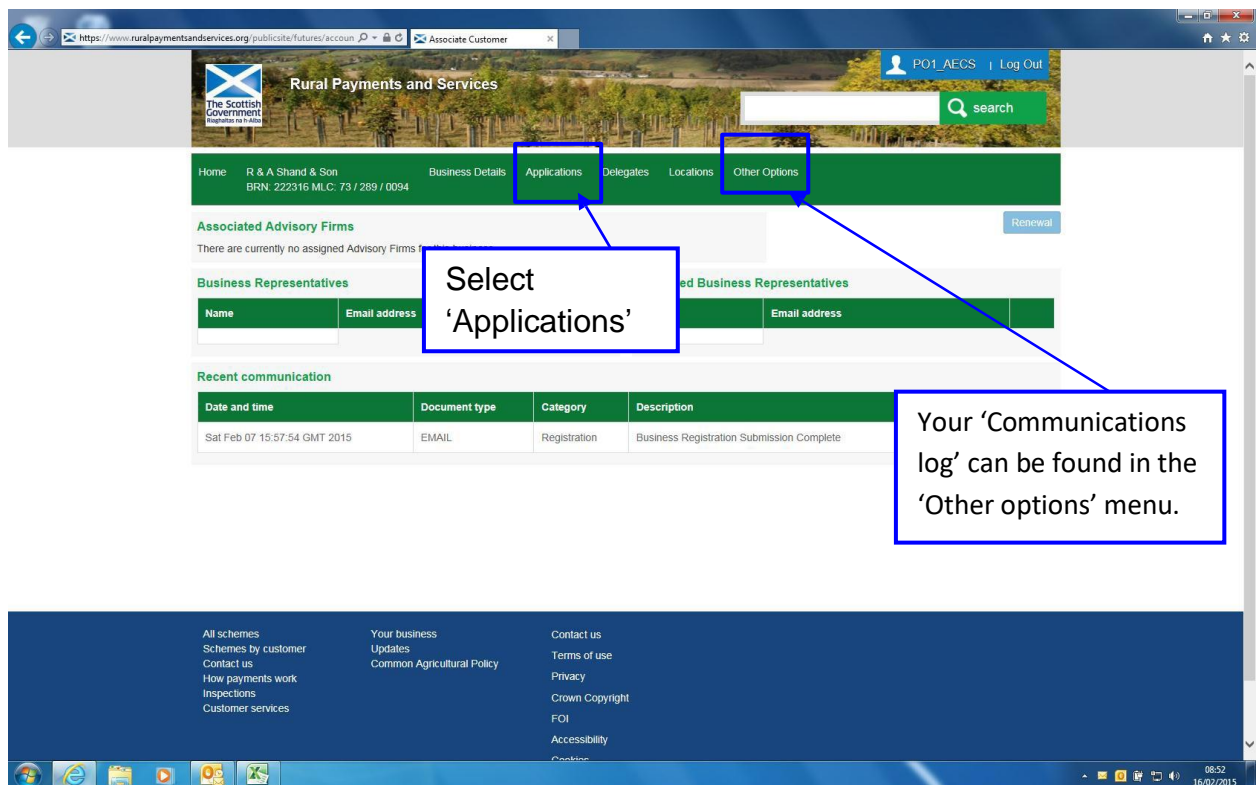 https://www.ruralpaymentsandservices.org/publicsite/futures/accoun
Associate Customer
Rural Payments and Services
The Scottish
Government
Riaghaltas na h-Alba
PO1_AECS | Log Out
search
Home
R & A Shand & Son
BRN: 222316 MLC: 73 / 289 / 0094
Business Details
Applications
Delegates
Locations
Other Options
Associated Advisory Firms
Renewal
There are currently no assigned Advisory Firms
Select
‘Applications’
Business Representatives
Business Representatives
Name
Email address
Email address
Recent communication
Date and time
Document type
Category
Description
Sat Feb 07 15:57:54 GMT 2015
EMAIL
Registration
Business Registration Submission Complete
Your ‘Communications
log’ can be found in the
‘Other options’ menu.
All schemes
Schemes by customer
Contact us
How payments work
Inspections
Customer services
Your business
Updates
Common Agricultural Policy
Contact us
Terms of use
Privacy
Crown Copyright
FOI
Accessibility
08:52
16/02/2015